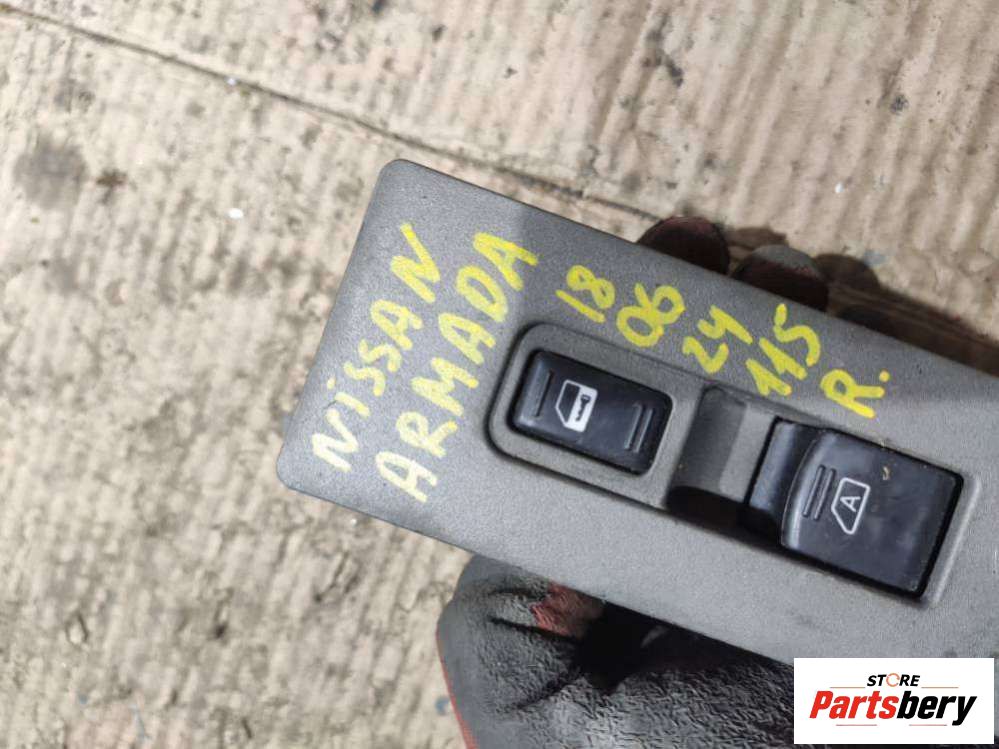 NiSSAN
ARMADA
18
06
24
115
R.
A
STORE
Partsbery